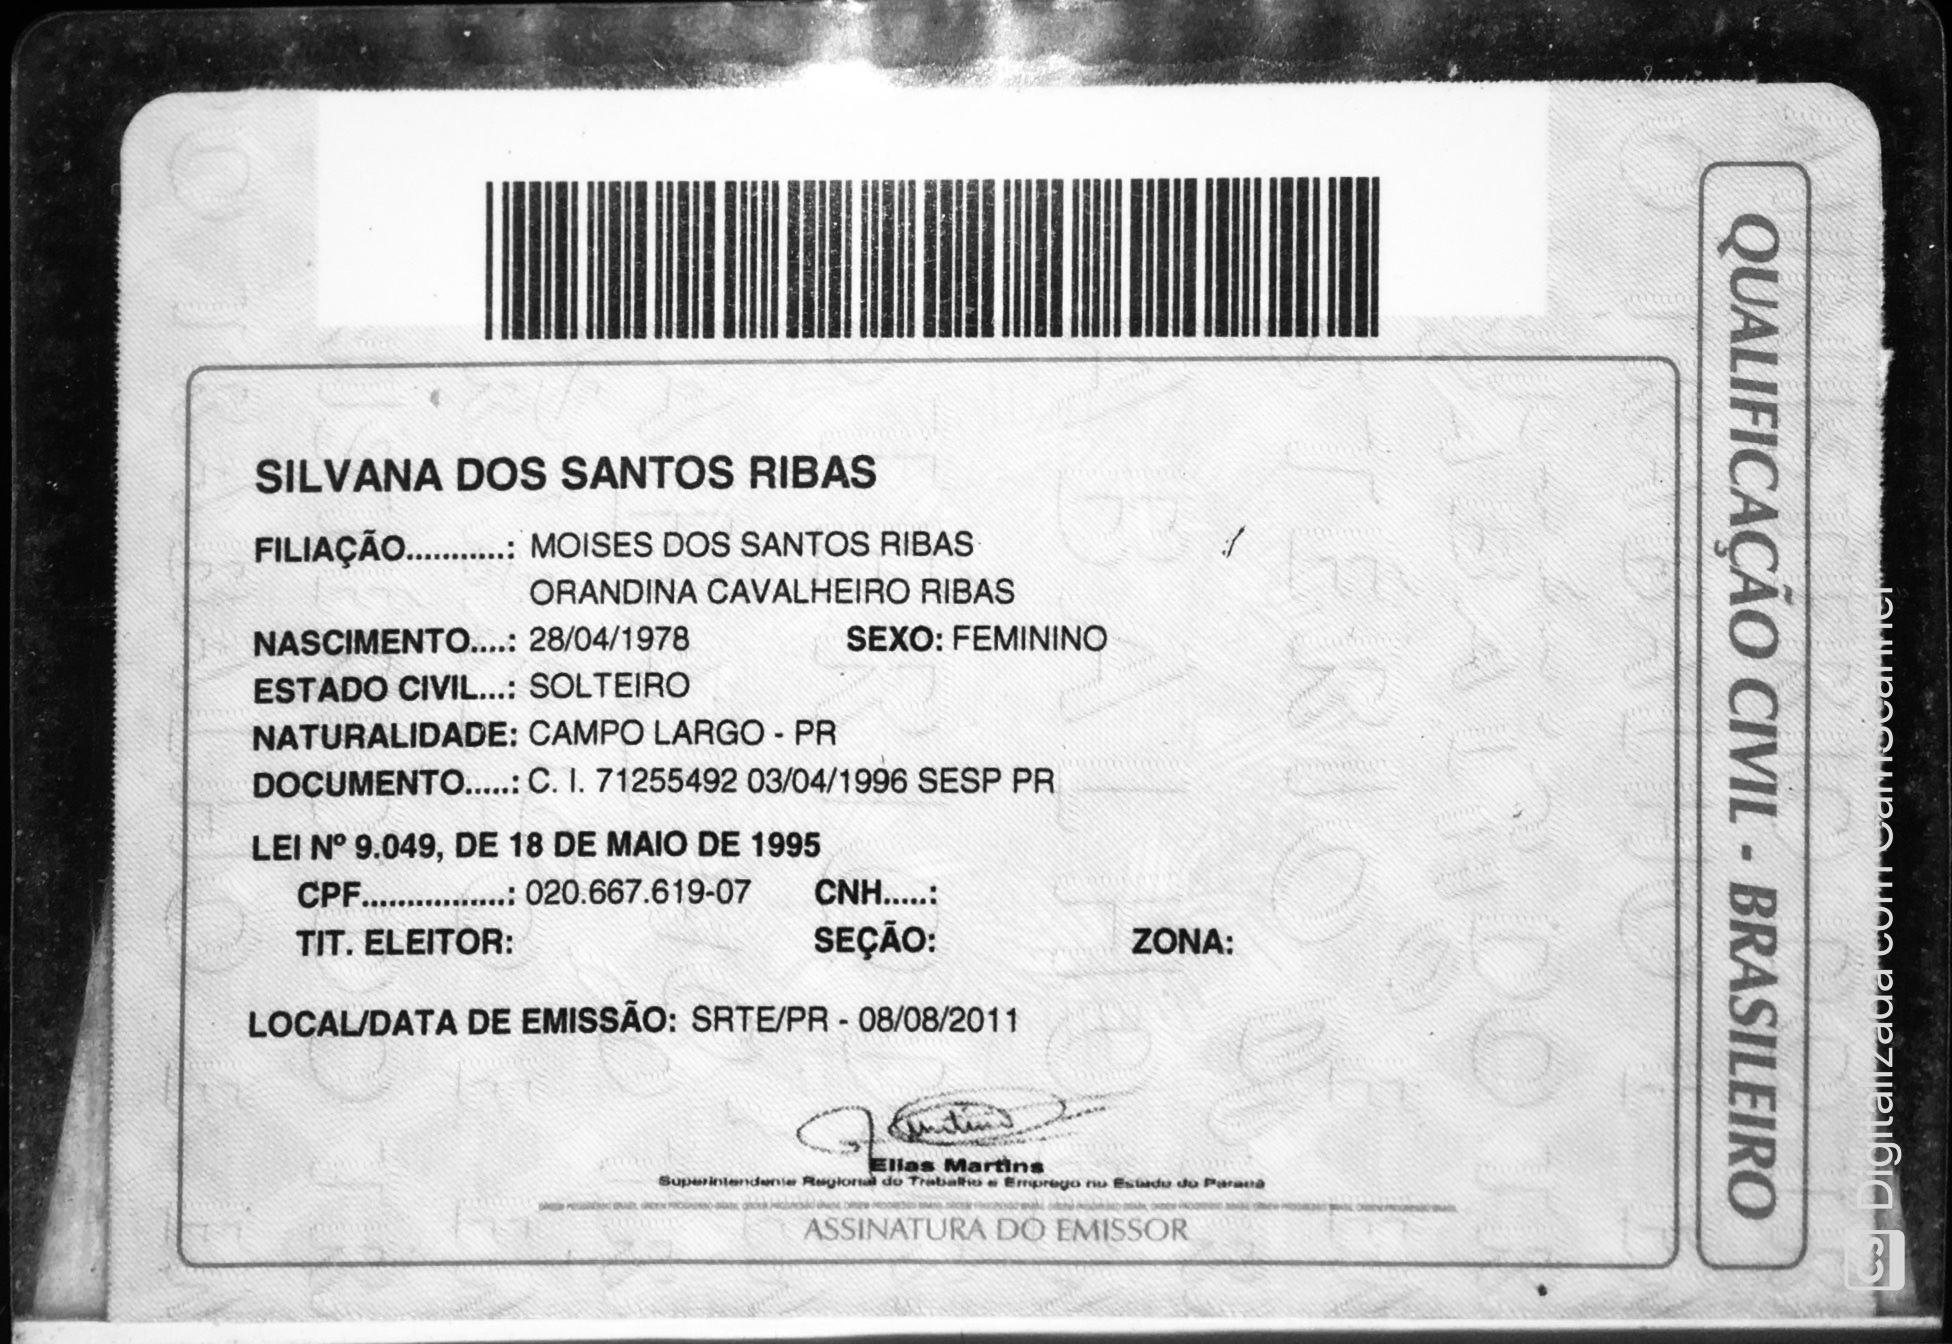 SILVANA DOS SANTOS RIBAS
FILIAÇÃO...........: MOISES DOS SANTOS RIBAS
ORANDINA CAVALHEIRO RIBAS
NASCIMENTO....: 28/04/1978 SEXO: FEMININO
ESTADO CIVIL...: SOLTEIRO
NATURALIDADE: CAMPO LARGO - PR
DOCUMENTO.....: C. I. 71255492 03/04/1996 SESP PR
LEI Nº 9.049, DE 18 DE MAIO DE 1995
CPF................: 020.667.619-07 CNH.....:
TIT. ELEITOR: SEÇÃO: ZONA:
LOCAL/DATA DE EMISSÃO: SRTE/PR - 08/08/2011
Elias Martins
Superintendente Regional do Trabalho e Emprego no Estado do Paraná
ASSINATURA DO EMISSOR
QUALIFICAÇÃO CIVIL - BRASILEIRO
CS Digitalizada com CamScanner